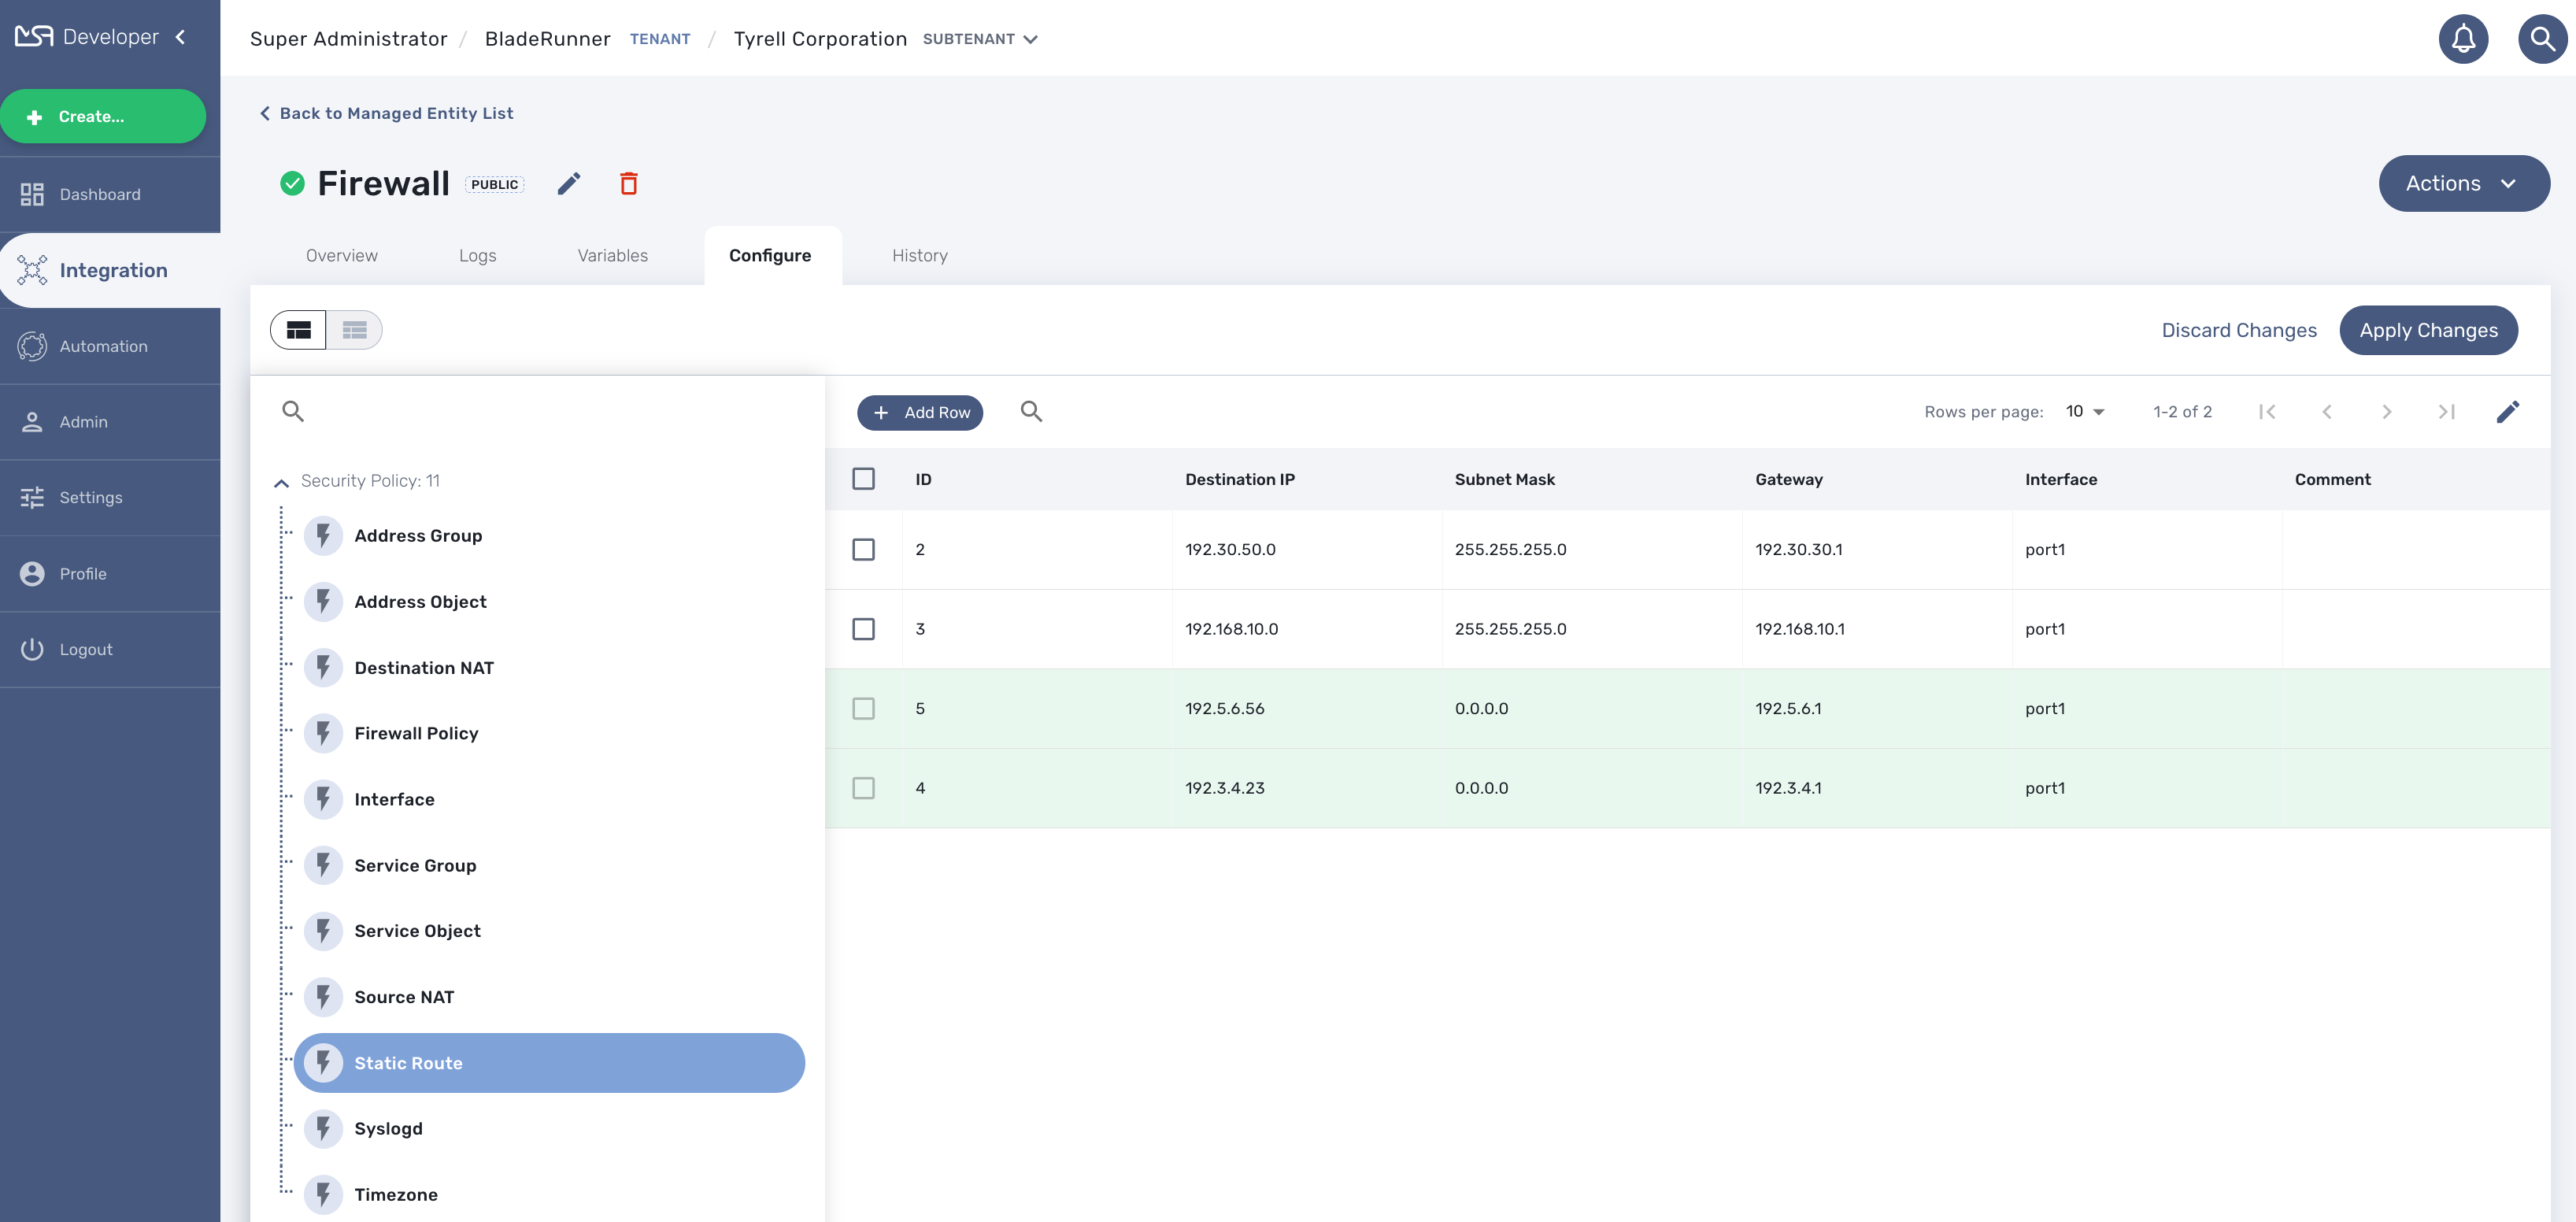 MSA Developer
Super Administrator / BladeRunner TENANT / Tyrell Corporation SUBTENANT
Create...
Dashboard
Integration
Automation
Admin
Settings
Profile
Logout
Back to Managed Entity List
Firewall PUBLIC
Actions
Overview Logs Variables Configure History
Discard Changes Apply Changes
Add Row
Rows per page: 10 1-2 of 2
Security Policy: 11
Address Group
Address Object
Destination NAT
Firewall Policy
Interface
Service Group
Service Object
Source NAT
Static Route
Syslogd
Timezone
ID Destination IP Subnet Mask Gateway Interface Comment
2 192.30.50.0 255.255.255.0 192.30.30.1 port1
3 192.168.10.0 255.255.255.0 192.168.10.1 port1
5 192.5.6.56 0.0.0.0 192.5.6.1 port1
4 192.3.4.23 0.0.0.0 192.3.4.1 port1